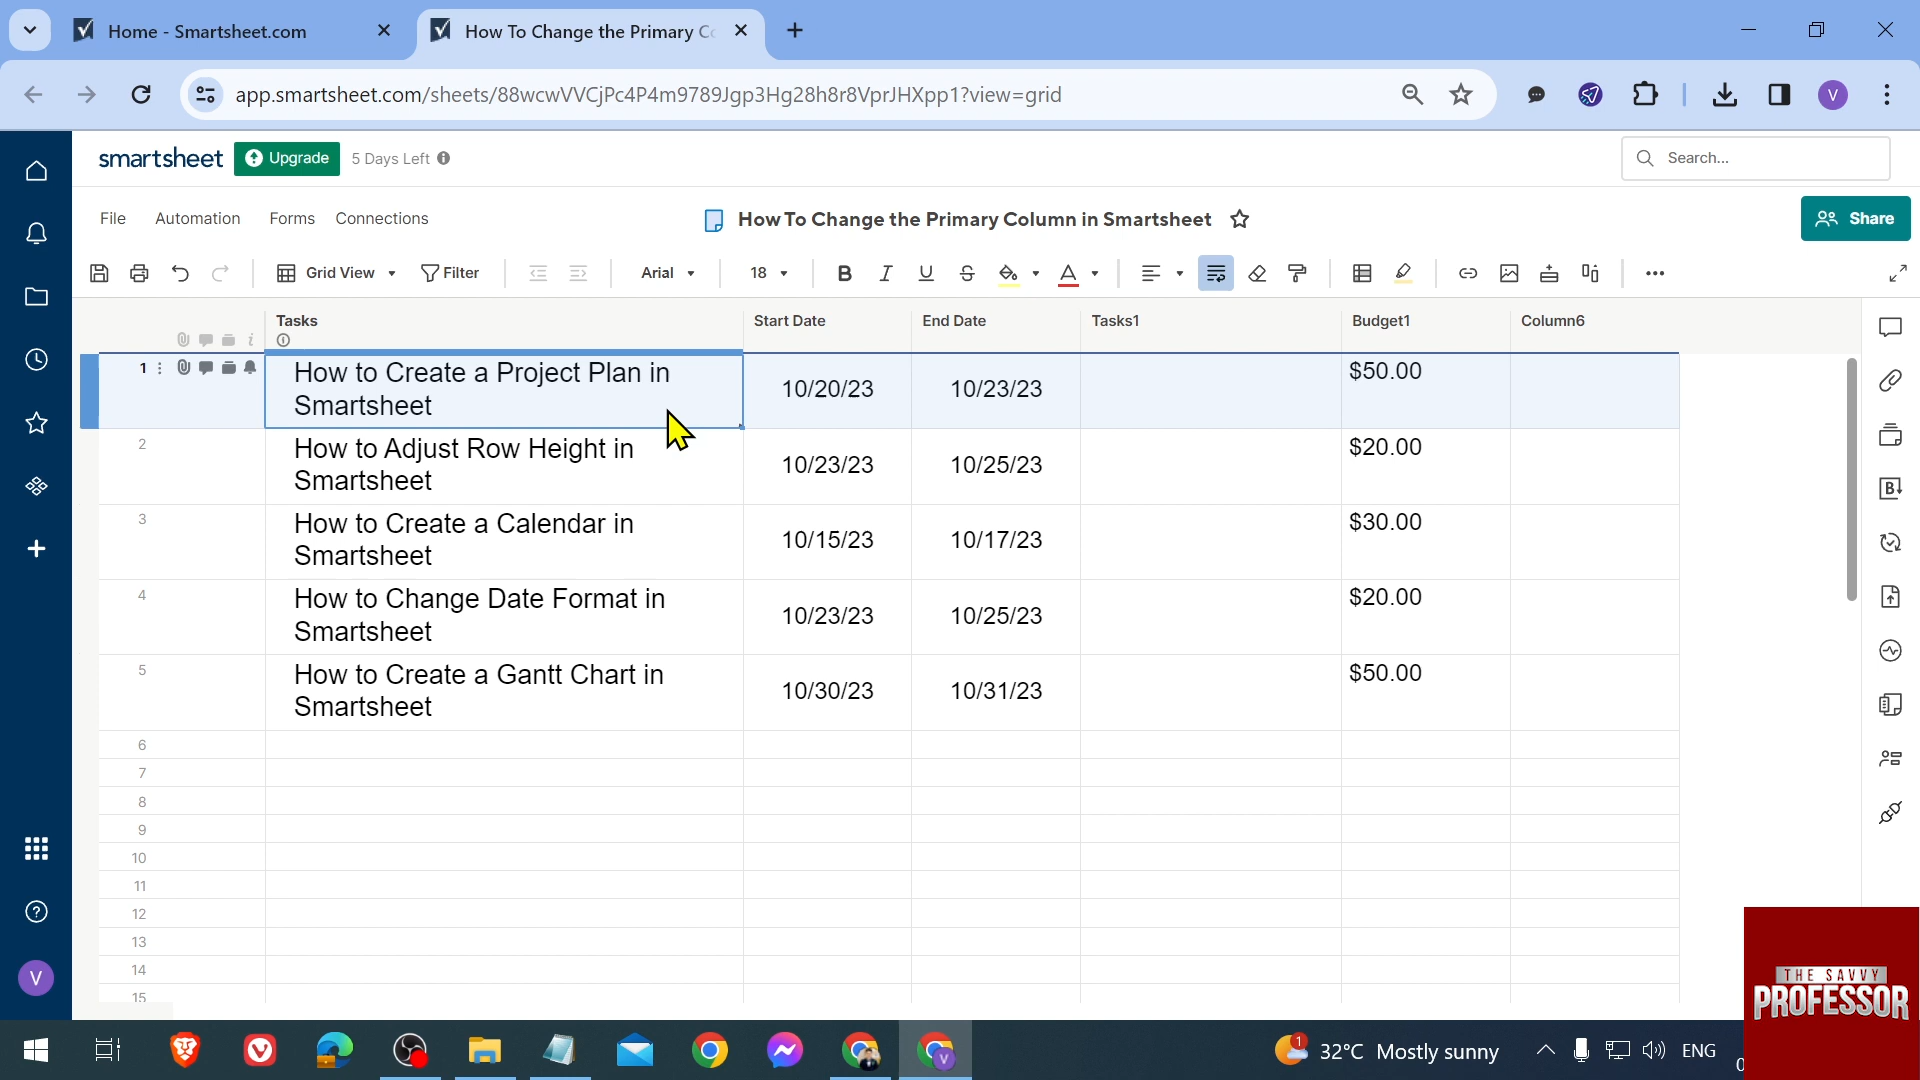 Home - Smartsheet.com
How To Change the Primary Co
app.smartsheet.com/sheets/88wcwVVCjPc4P4m9789Jgp3Hg28h8r8VprJHXpp1?view=grid
V
smartsheet Upgrade 5 Days Left
Search...
File Automation Forms Connections
How To Change the Primary Column in Smartsheet
Share
Grid View Filter Arial 18 B I U S A
Tasks Start Date End Date Tasks1 Budget1 Column6
1 How to Create a Project Plan in
Smartsheet
10/20/23 10/23/23 $50.00
2 How to Adjust Row Height in
Smartsheet
10/23/23 10/25/23 $20.00
3 How to Create a Calendar in
Smartsheet
10/15/23 10/17/23 $30.00
4 How to Change Date Format in
Smartsheet
10/23/23 10/25/23 $20.00
5 How to Create a Gantt Chart in
Smartsheet
10/30/23 10/31/23 $50.00
6
7
8
9
10
11
12
13
14
15
V
THE SAVVY
PROFESSOR
1
32°C Mostly sunny
ENG